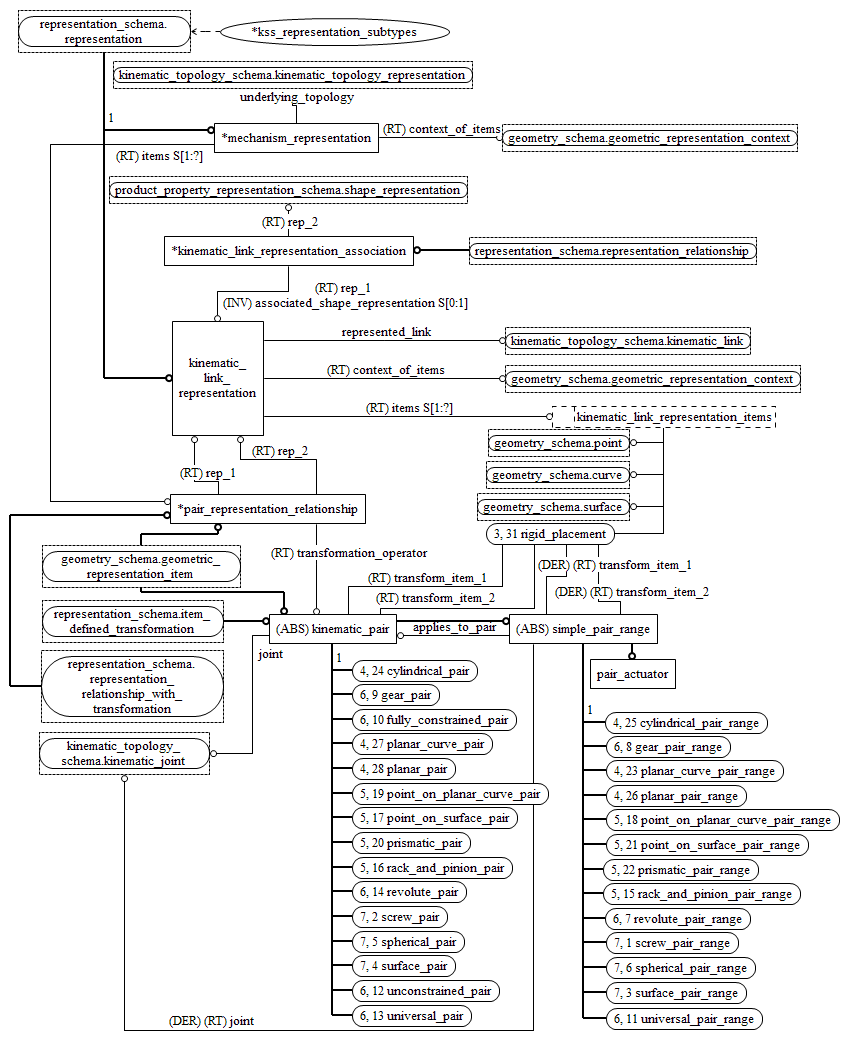 representation_schema.
representation
*kss_representation_subtypes
kinematic_topology_schema.kinematic_topology_representation
underlying_topology
1
*mechanism_representation
(RT) context_of_items
geometry_schema.geometric_representation_context
(RT) items S[1:?]
product_property_representation_schema.shape_representation
(RT) rep_2
*kinematic_link_representation_association
representation_schema.representation_relationship
(RT) rep_1
(INV) associated_shape_representation S[0:1]
kinematic_
link_
representation
represented_link
kinematic_topology_schema.kinematic_link
(RT) context_of_items
geometry_schema.geometric_representation_context
(RT) items S[1:?]
kinematic_link_representation_items
geometry_schema.point
geometry_schema.curve
geometry_schema.surface
3, 31 rigid_placement
(RT) rep_2
(RT) rep_1
*pair_representation_relationship
(RT) transformation_operator
geometry_schema.geometric_
representation_item
(DER) (RT) transform_item_1
(RT) transform_item_1
(DER) (RT) transform_item_2
(RT) transform_item_2
representation_schema.item_
defined_transformation
(ABS) kinematic_pair
applies_to_pair
(ABS) simple_pair_range
joint
representation_schema.
representation_
relationship_with_
transformation
pair_actuator
kinematic_topology_
schema.kinematic_joint
1
4, 24 cylindrical_pair
6, 9 gear_pair
6, 10 fully_constrained_pair
4, 27 planar_curve_pair
4, 28 planar_pair
5, 19 point_on_planar_curve_pair
5, 17 point_on_surface_pair
5, 20 prismatic_pair
5, 16 rack_and_pinion_pair
6, 14 revolute_pair
7, 2 screw_pair
7, 5 spherical_pair
7, 4 surface_pair
6, 12 unconstrained_pair
6, 13 universal_pair
1
4, 25 cylindrical_pair_range
6, 8 gear_pair_range
4, 23 planar_curve_pair_range
4, 26 planar_pair_range
5, 18 point_on_planar_curve_pair_range
5, 21 point_on_surface_pair_range
5, 22 prismatic_pair_range
5, 15 rack_and_pinion_pair_range
6, 7 revolute_pair_range
7, 1 screw_pair_range
7, 6 spherical_pair_range
7, 3 surface_pair_range
6, 11 universal_pair_range
(DER) (RT) joint